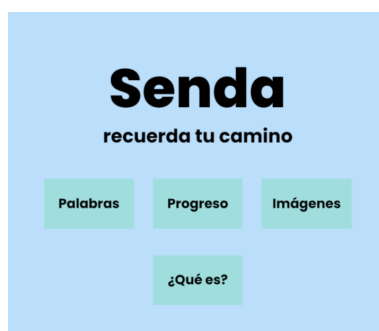 Senda
recuerda tu camino
Palabras Progreso Imágenes
¿Qué es?